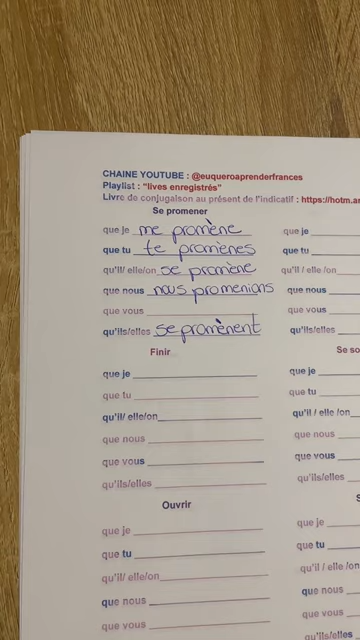 CHAINE YOUTUBE : @euqueroaprenderfrances
Playlist : "lives enregistrés"
Livre de conjugaison au présent de l'indicatif : https://hotm.ar
Se promener
que je me promène que je
que tu te promènes que tu
qu'il/ elle/on se promène qu'il / elle /on
que nous nous promenions que nous
que vous que vous
qu'ils/elles se promènent qu'ils/elles
Finir Se so
que je que je
que tu que tu
qu'il/ elle/on qu'il / elle /on
que nous que nous
que vous que vous
qu'ils/elles qu'ils/elles
Ouvrir S
que je que je
que tu que tu
qu'il/ elle/on qu'il / elle /on
que nous que nous
que vous que vous
qu'ils/elles